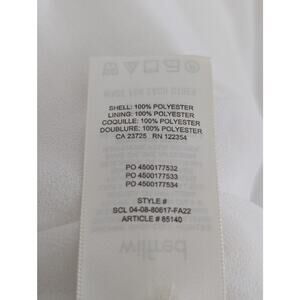 SHELL: 100% POLYESTER
LINING: 100% POLYESTER
COQUILLE: 100% POLYESTER
DOUBLURE: 100% POLYESTER
CA 23725 RN 122354
PO 4500177532
PO 4500177533
PO 4500177534
STYLE #
SCL 04-08-80617-FA22
ARTICLE # 85140
wilfred